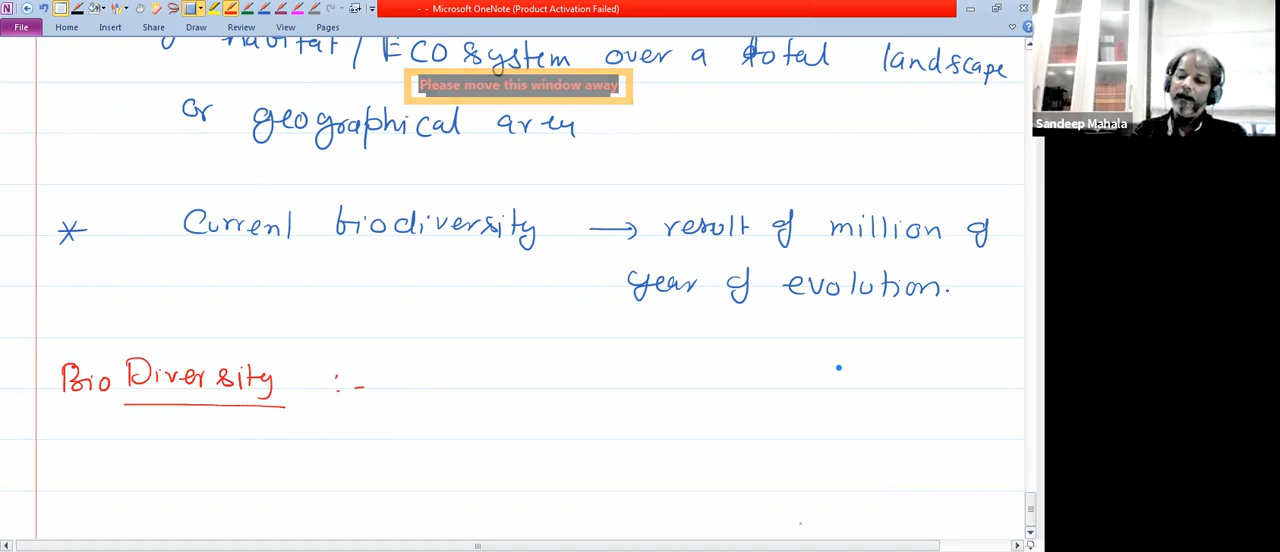 - - Microsoft OneNote (Product Activation Failed)
File Home Insert Share Draw Review View Pages
habitat / ECO system over a total landscape
Please move this window away
or geographical area
Sandeep Mahala
* Current biodiversity → result of million of
year of evolution.
Bio Diversity :-